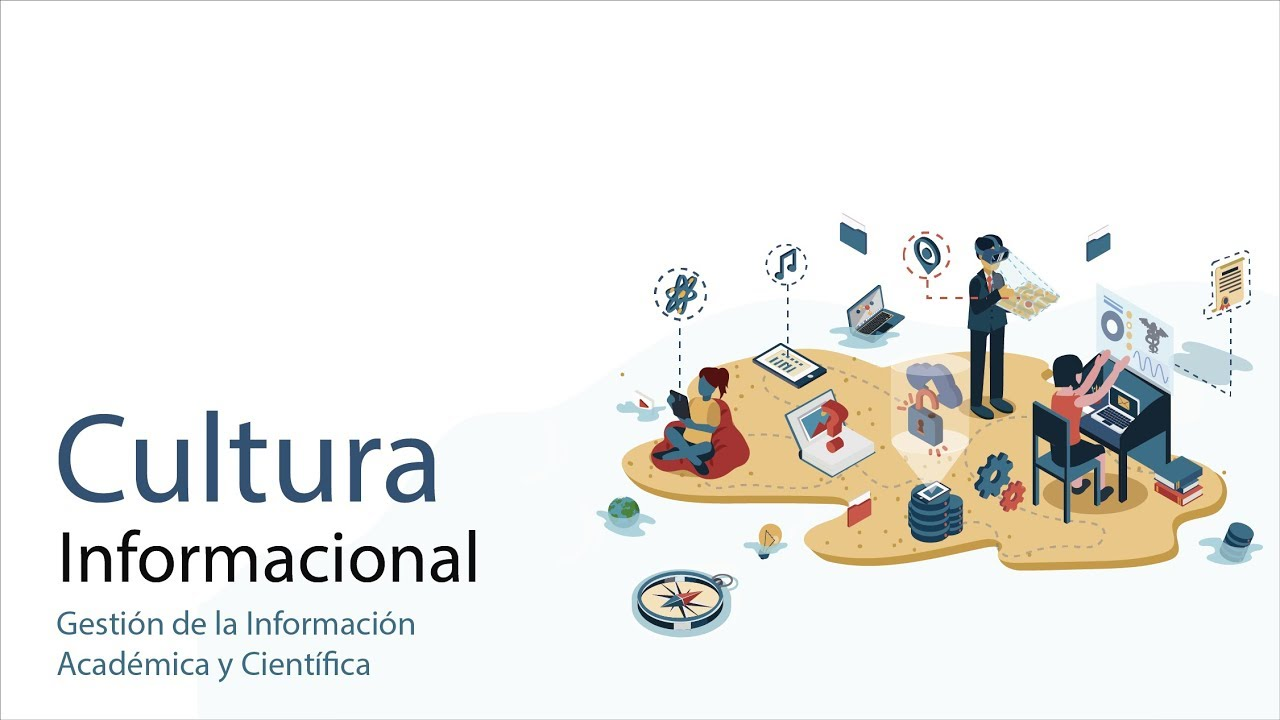 Cultura
Informacional
Gestión de la Información
Académica y Científica